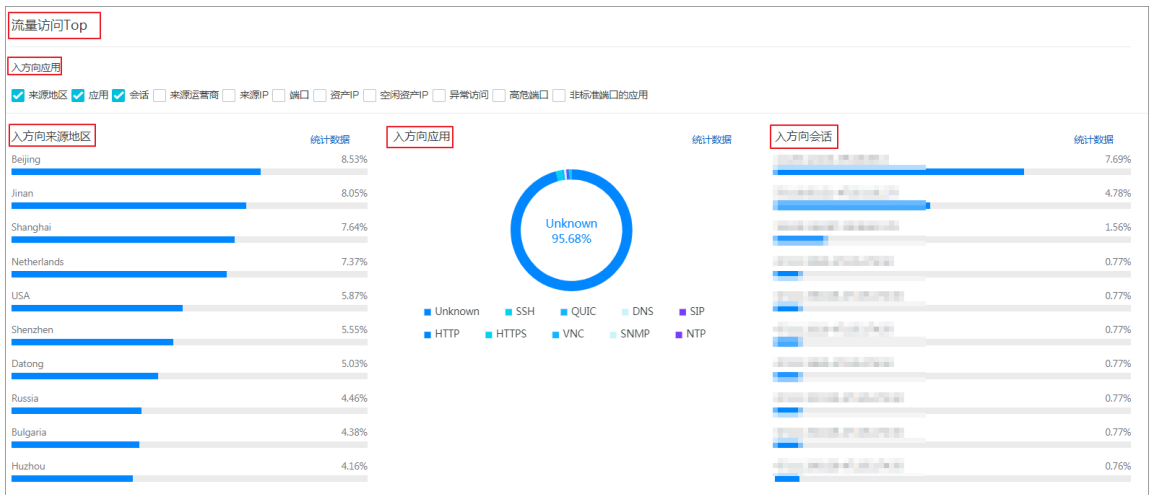 流量访问Top
入方向应用
来源地区 应用 会话 来源运营商 来源IP 端口 资产IP 空闲资产IP 异常访问 高危端口 非标准端口的应用
入方向来源地区 统计数据
Beijing 8.53%
Jinan 8.05%
Shanghai 7.64%
Netherlands 7.37%
USA 5.87%
Shenzhen 5.55%
Datong 5.03%
Russia 4.46%
Bulgaria 4.38%
Huzhou 4.16%
入方向应用 统计数据
Unknown
95.68%
Unknown SSH QUIC DNS SIP
HTTP HTTPS VNC SNMP NTP
入方向会话 统计数据
7.69%
4.78%
1.56%
0.77%
0.77%
0.77%
0.77%
0.77%
0.77%
0.76%